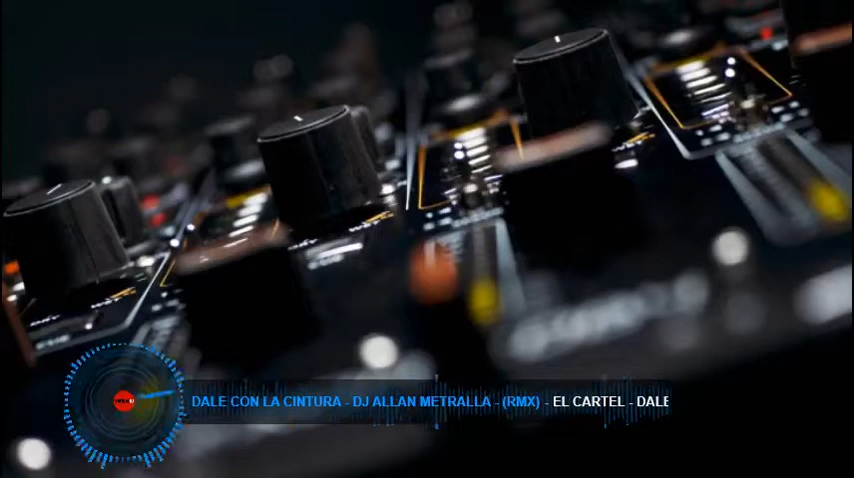 DALE CON LA CINTURA - DJ ALLAN METRALLA - (RMX) - EL CARTEL - DALE